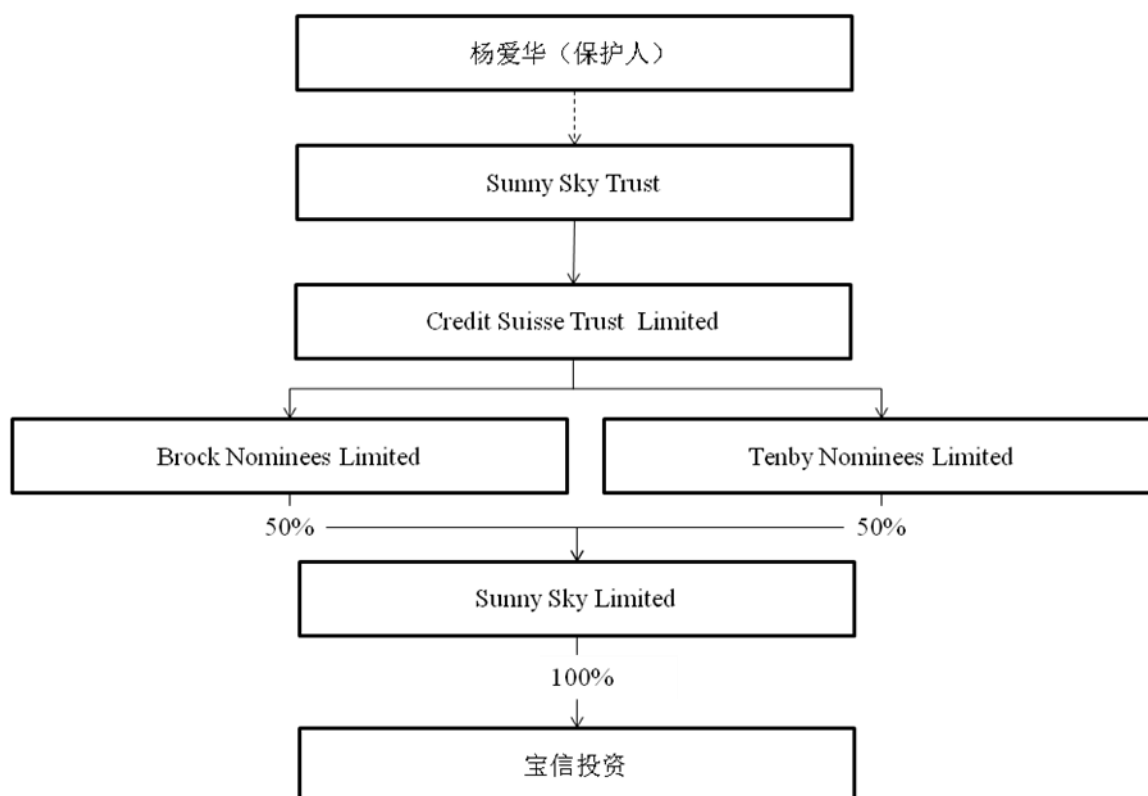 杨爱华（保护人）
Sunny Sky Trust
Credit Suisse Trust Limited
Brock Nominees Limited
Tenby Nominees Limited
50%
50%
Sunny Sky Limited
100%
宝信投资